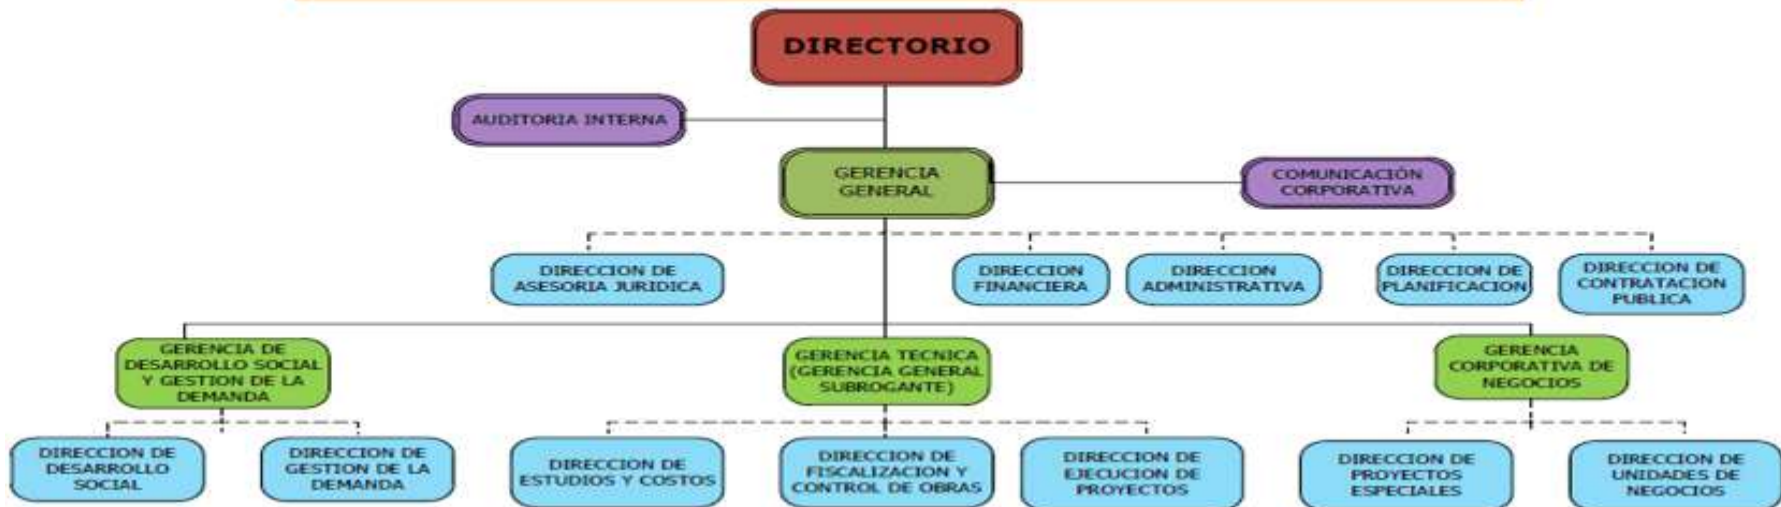 DIRECTORIO
AUDITORIA INTERNA
GERENCIA
GENERAL
COMUNICACIÓN
CORPORATIVA
DIRECCION DE
ASESORIA JURIDICA
DIRECCION
FINANCIERA
DIRECCION
ADMINISTRATIVA
DIRECCION DE
PLANIFICACION
DIRECCION DE
CONTRATACION
PUBLICA
GERENCIA DE
DESARROLLO SOCIAL
Y GESTION DE LA
DEMANDA
GERENCIA TECNICA
(GERENCIA GENERAL
SUBROGANTE)
GERENCIA
CORPORATIVA DE
NEGOCIOS
DIRECCION DE
DESARROLLO
SOCIAL
DIRECCION DE
GESTION DE LA
DEMANDA
DIRECCION DE
ESTUDIOS Y COSTOS
DIRECCION DE
FISCALIZACION Y
CONTROL DE OBRAS
DIRECCION DE
EJECUCION DE
PROYECTOS
DIRECCION DE
PROYECTOS
ESPECIALES
DIRECCION DE
UNIDADES DE
NEGOCIOS